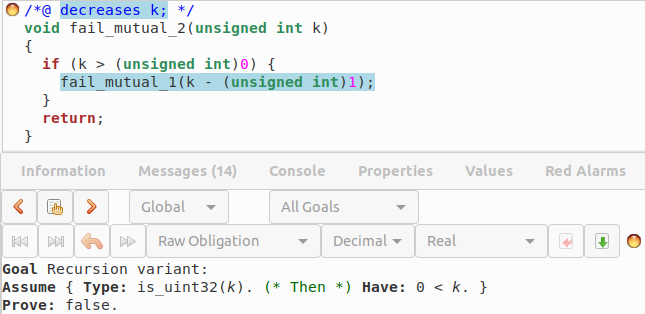 /*@ decreases k; */
void fail_mutual_2(unsigned int k)
{
if (k > (unsigned int)0) {
fail_mutual_1(k - (unsigned int)1);
}
return;
}
Information Messages (14) Console Properties Values Red Alarms
Global All Goals
Raw Obligation Decimal Real
Goal Recursion variant:
Assume { Type: is_uint32(k). (* Then *) Have: 0 < k. }
Prove: false.